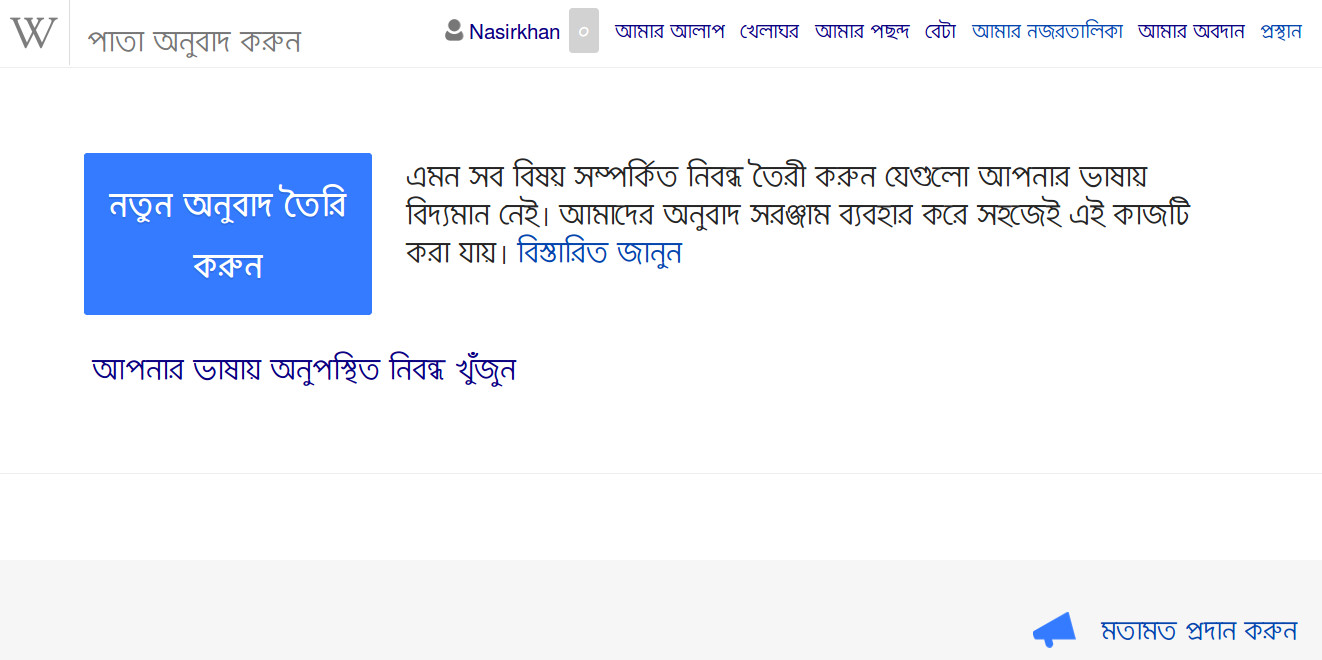 W পাতা অনুবাদ করুন Nasirkhan ০ আমার আলাপ খেলাঘর আমার পছন্দ বেটা আমার নজরতালিকা আমার অবদান প্রস্থান
নতুন অনুবাদ তৈরি
করুন
এমন সব বিষয় সম্পর্কিত নিবন্ধ তৈরী করুন যেগুলো আপনার ভাষায়
বিদ্যমান নেই। আমাদের অনুবাদ সরঞ্জাম ব্যবহার করে সহজেই এই কাজটি
করা যায়। বিস্তারিত জানুন
আপনার ভাষায় অনুপস্থিত নিবন্ধ খুঁজুন
মতামত প্রদান করুন